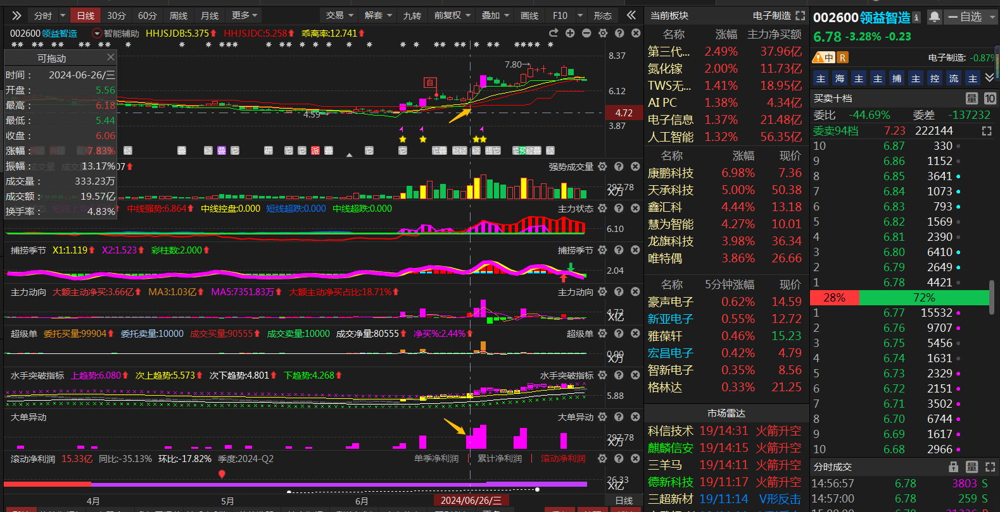 分时 日线 30分 60分 周线 月线 更多 交易 解套 九转 前复权 叠加 画线 F10 形态
002600 领益智造 智能辅助 HHJSJDB:5.375 HHJSJDC:5.258 乖离率:12.741
可拖动
时间: 2024-06-26/三
开盘: 5.56
最高: 6.18
最低: 5.44
收盘: 6.06
涨幅: 7.83%
振幅: 13.17%
成交量: 333.23万
成交额: 19.57亿
换手率: 4.83%
8.37
7.80
自
6.12
4.72
4.59
3.87
强势成交量
297.78
X万
中线强势:6.864 中线控盘:0.000 短线超跌:0.000 中线超跌:0.000 主力状态
6.10
捕捞季节 X1:1.119 X2:1.523 彩柱数:2.000 捕捞季节
2.04
主力动向 大额主动净买:3.66亿 MA3:1.03亿 MA5:7351.83万 大额主动净买占比:18.71% 主力动向
4.72
X亿
超级单 委托买量:99904 委托卖量:10000 成交买量:90555 成交卖量:10000 成交净量:80555 净买%:2.44% 超级单
0.00
X万
水手突破指标 上趋势:6.080 次上趋势:5.573 次下趋势:4.801 下趋势:4.268 水手突破指标
5.88
大单异动 大单异动
297.78
X万
滚动净利润 15.33亿 同比:-35.13% 环比:-17.82% 季度:2024-Q2 单季净利润 累计净利润 滚动净利润
26.33
X亿
4月 5月 6月 2024/06/26/三 日线
当前板块 电子制造
名称 涨幅 主力净买额
第三代... 2.49% 37.96亿
氮化镓 2.00% 11.73亿
TWS无... 1.41% 18.95亿
AI PC 1.38% 4.34亿
电子信息 1.37% 21.48亿
人工智能 1.32% 56.35亿
名称 涨幅 现价
康鹏科技 6.98% 7.36
天承科技 5.00% 50.38
鑫汇科 4.44% 13.18
慧为智能 4.27% 10.01
龙旗科技 3.98% 36.34
唯特偶 3.86% 26.66
名称 5分钟涨幅 现价
豪声电子 0.62% 14.59
新亚电子 0.55% 12.72
雅葆轩 0.46% 15.23
宏昌电子 0.42% 4.79
智新电子 0.35% 8.56
格林达 0.33% 21.25
市场雷达
科信技术 19/14:31 火箭升空
麒麟信安 19/14:15 火箭升空
三羊马 19/14:11 火箭升空
德新科技 19/11:17 火箭升空
三超新材 19/11:14 V形反击
002600 领益智造 自选
6.78 -3.28% -0.23
中 R 电子制造: -0.87%
主 海 主 主 捕 主 控 流 主
买卖十档 量 10
委比 -44.69% 委差 -137232
委卖94档 7.23 222144
10 6.87 330
9 6.86 1152
8 6.85 3641
7 6.84 1073
6 6.83 793
5 6.82 1569
4 6.81 2390
3 6.80 6410
2 6.79 2649
1 6.78 4421
28% 72%
1 6.77 15532
2 6.76 9707
3 6.75 5456
4 6.74 1631
5 6.73 2329
6 6.72 2151
7 6.71 3502
8 6.70 6744
9 6.69 1617
10 6.68 2966
分时成交 量
14:56:57 6.78 3803 S
14:57:00 6.78 259 S